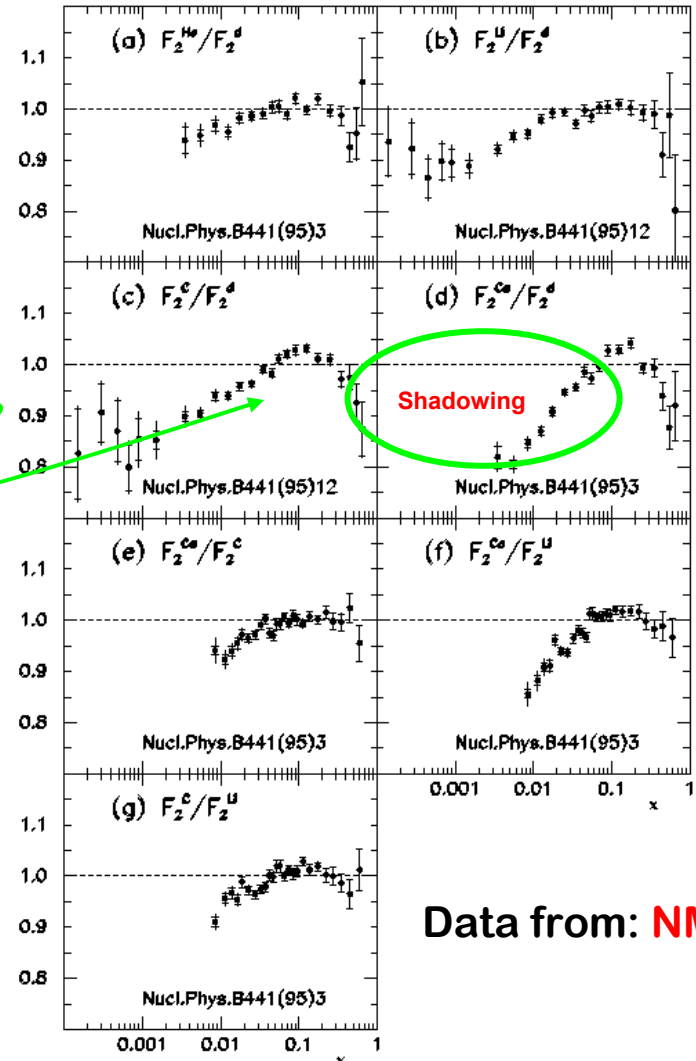 (a) F₂ᴴᵉ/F₂ᵈ
1.1
1.0
0.9
0.8
Nucl.Phys.B441(95)3
(b) F₂ᴸⁱ/F₂ᵈ
Nucl.Phys.B441(95)12
(c) F₂ᶜ/F₂ᵈ
1.1
1.0
0.9
0.8
Nucl.Phys.B441(95)12
(d) F₂ᶜᵃ/F₂ᵈ
Shadowing
Nucl.Phys.B441(95)3
(e) F₂ᶜᵃ/F₂ᶜ
1.1
1.0
0.9
0.8
Nucl.Phys.B441(95)3
(f) F₂ᶜᵃ/F₂ᴸⁱ
Nucl.Phys.B441(95)3
0.001 0.01 0.1 1
x
(g) F₂ᶜ/F₂ᴸⁱ
1.1
1.0
0.9
0.8
Nucl.Phys.B441(95)3
0.001 0.01 0.1 1
x
Data from: